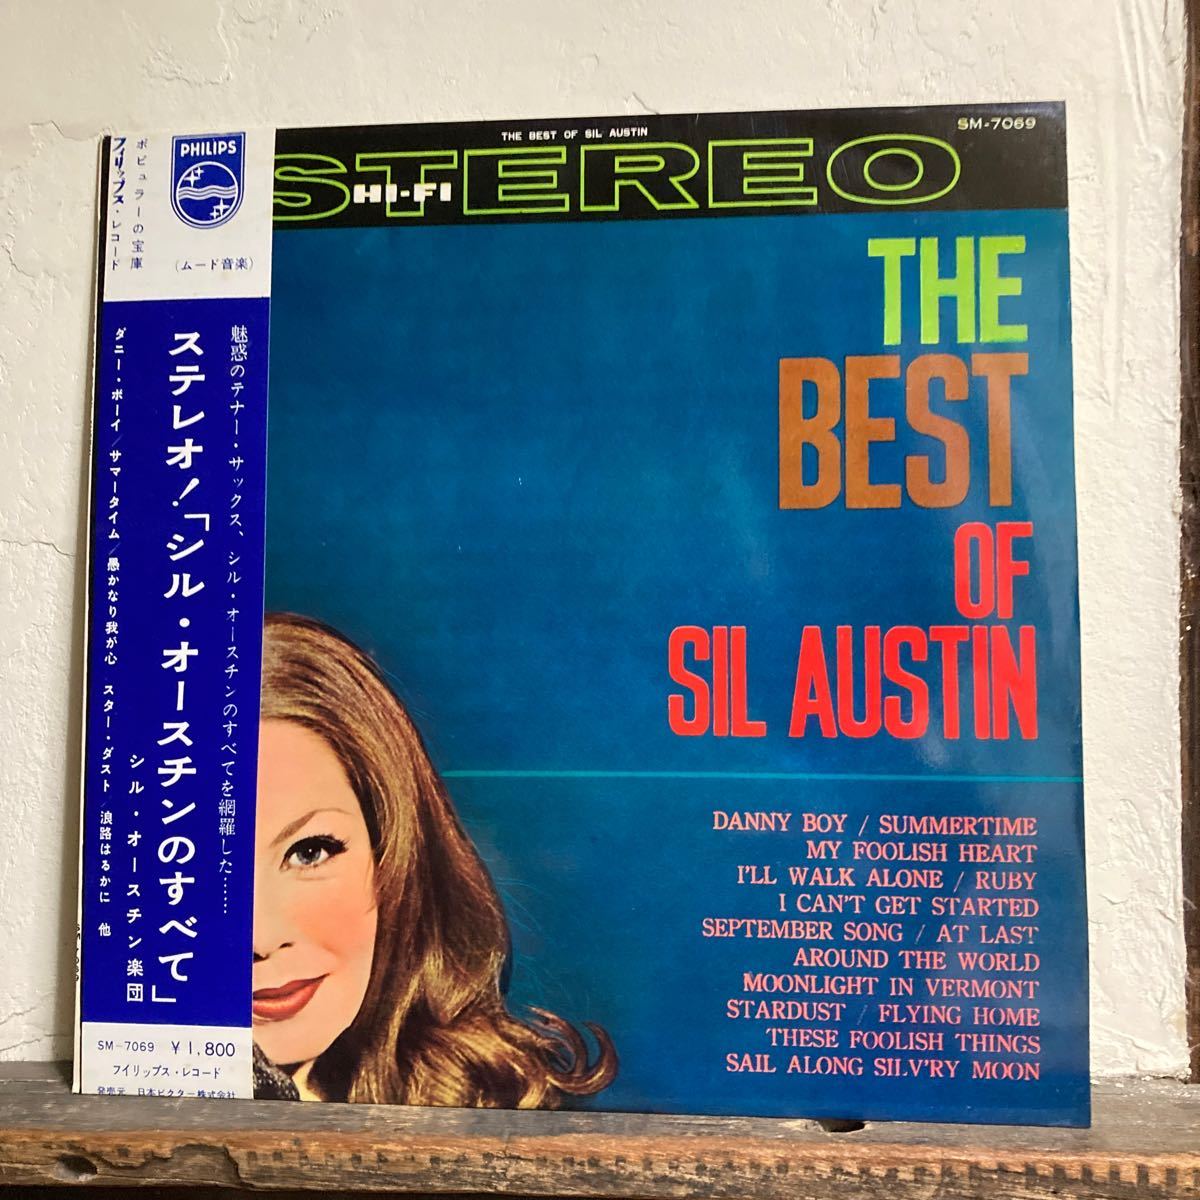 THE BEST OF SIL AUSTIN
SM-7069
STEREO
HI-FI
THE
BEST
OF
SIL AUSTIN
DANNY BOY / SUMMERTIME
MY FOOLISH HEART
I'LL WALK ALONE / RUBY
I CAN'T GET STARTED
SEPTEMBER SONG / AT LAST
AROUND THE WORLD
MOONLIGHT IN VERMONT
STARDUST / FLYING HOME
THESE FOOLISH THINGS
SAIL ALONG SILV'RY MOON
PHILIPS
ポピュラーの宝庫
フィリップス・レコード
(ムード音楽)
魅惑のテナー・サックス、シル・オースチンのすべてを網羅した……
ステレオ!「シル・オースチンのすべて」
シル・オースチン楽団
ダニー・ボーイ/サマータイム/愚かなり我が心 スター・ダスト/浪路はるかに 他
SM-7069 ¥1,800
フイリップス・レコード
発売元 日本ビクター株式会社